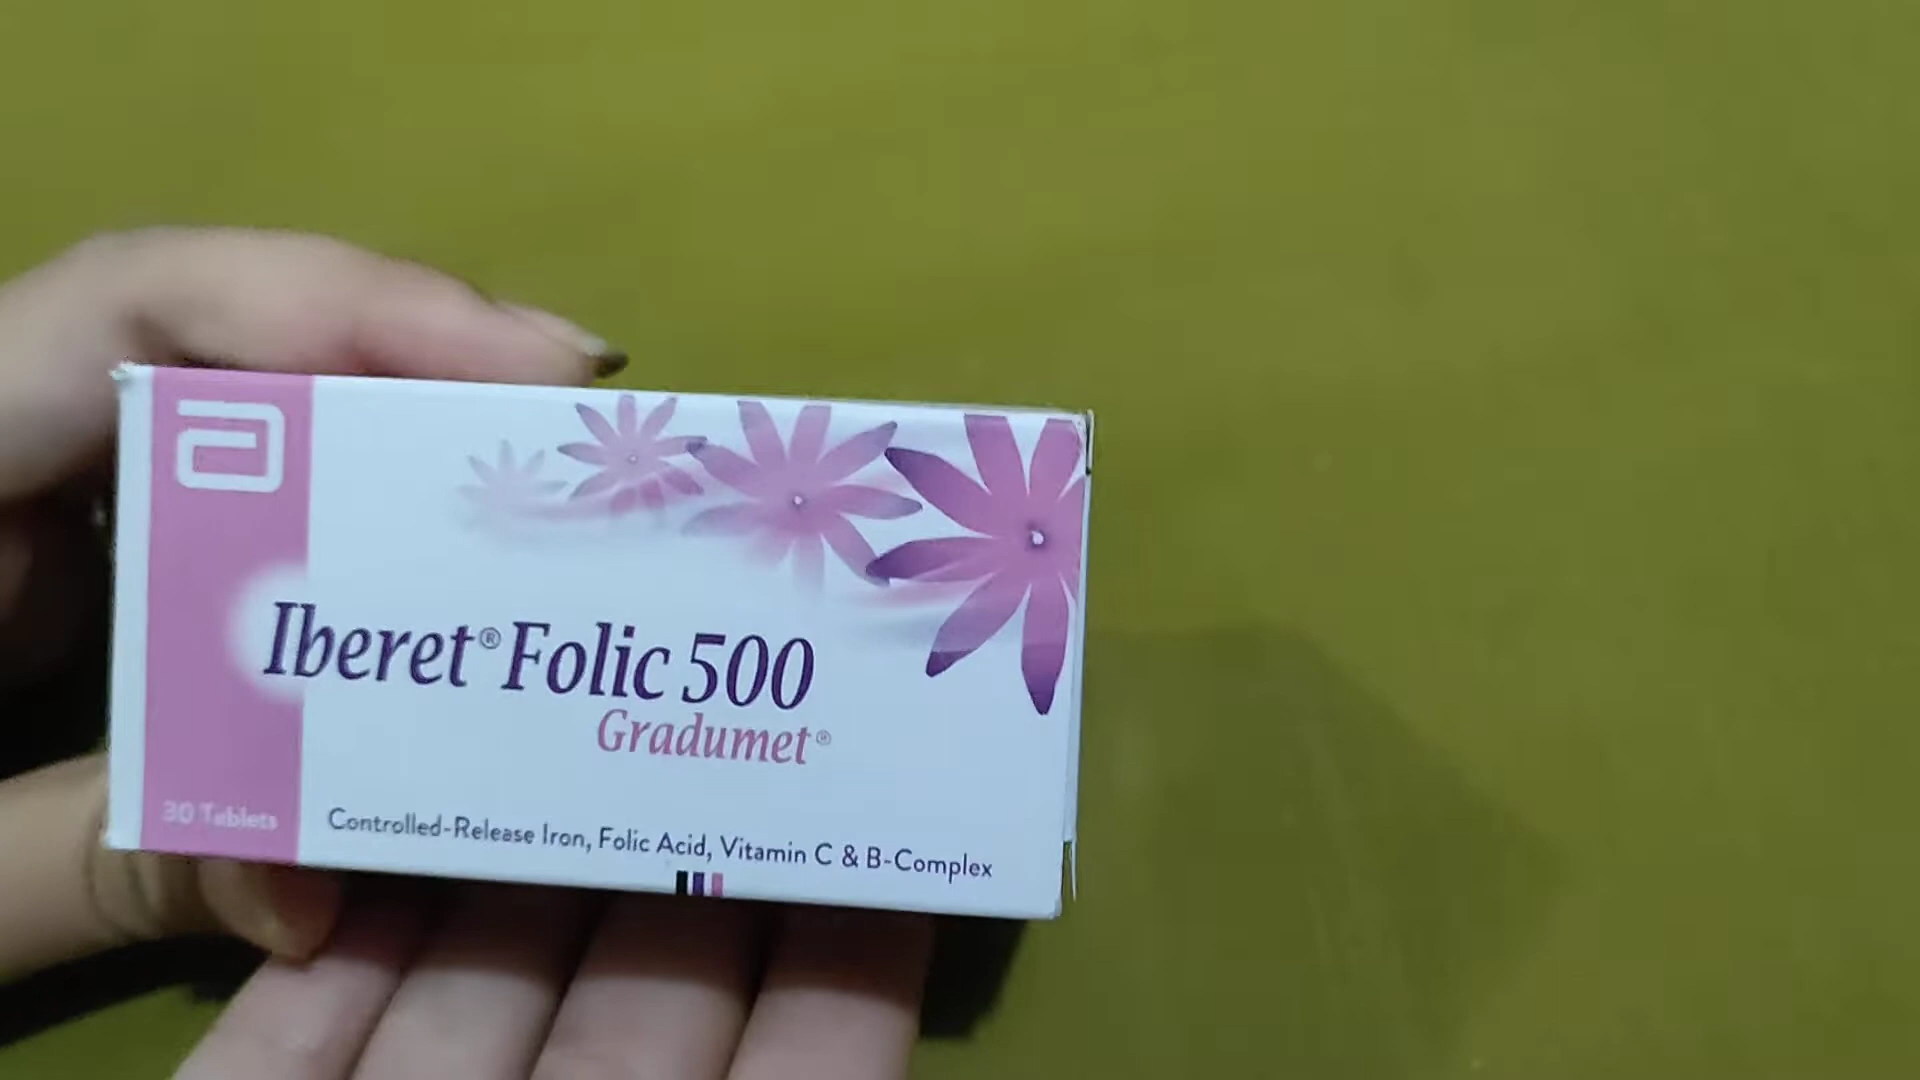 Iberet® Folic 500
Gradumet®
30 Tablets
Controlled-Release Iron, Folic Acid, Vitamin C & B-Complex